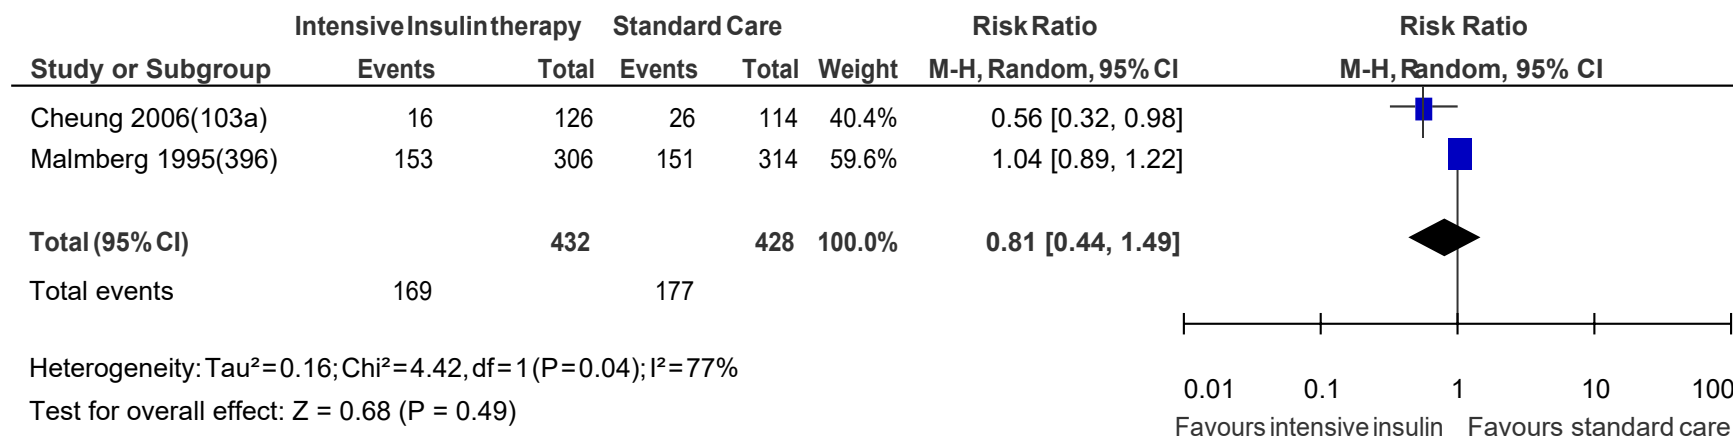 Intensive Insulin therapy Standard Care Risk Ratio Risk Ratio
Study or Subgroup Events Total Events Total Weight M-H, Random, 95% CI M-H, Random, 95% CI
Cheung 2006(103a) 16 126 26 114 40.4% 0.56 [0.32, 0.98]
Malmberg 1995(396) 153 306 151 314 59.6% 1.04 [0.89, 1.22]
Total (95% CI) 432 428 100.0% 0.81 [0.44, 1.49]
Total events 169 177
Heterogeneity: Tau²=0.16; Chi²=4.42, df=1 (P=0.04); I²=77%
Test for overall effect: Z = 0.68 (P = 0.49)
0.01 0.1 1 10 100
Favours intensive insulin Favours standard care